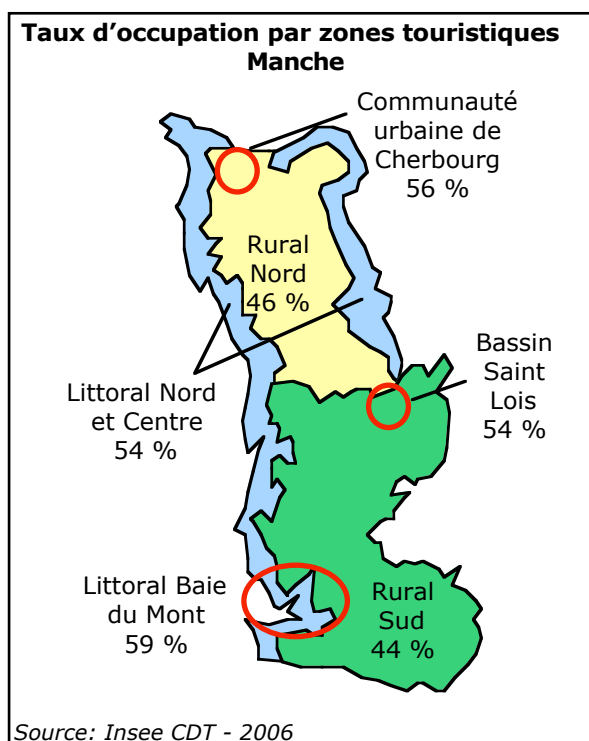 Taux d’occupation par zones touristiques
Manche
Communauté
urbaine de
Cherbourg
56 %
Rural
Nord
46 %
Bassin
Saint
Lois
54 %
Littoral Nord
et Centre
54 %
Littoral Baie
du Mont
59 %
Rural
Sud
44 %
Source: Insee CDT - 2006